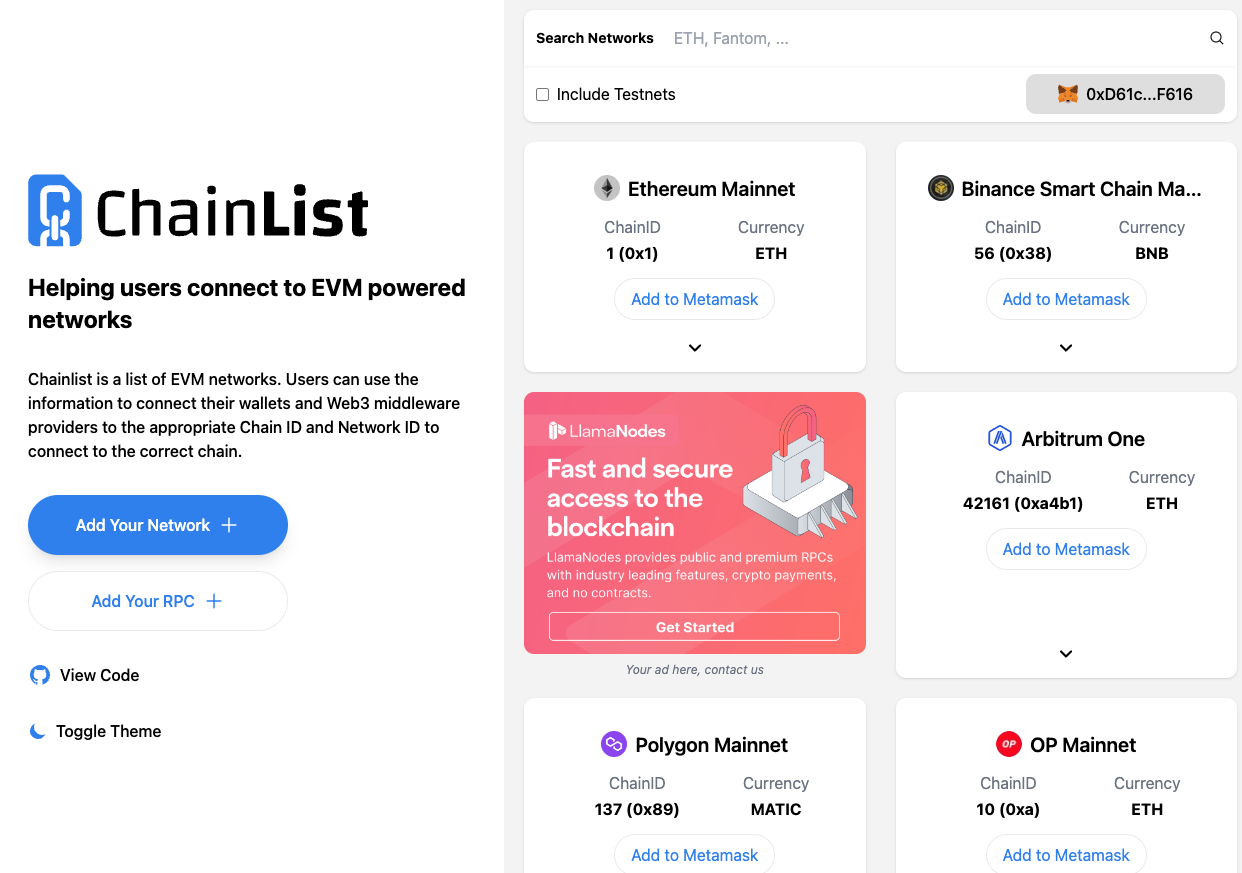 ChainList
Helping users connect to EVM powered
networks
Chainlist is a list of EVM networks. Users can use the
information to connect their wallets and Web3 middleware
providers to the appropriate Chain ID and Network ID to
connect to the correct chain.
Add Your Network
Add Your RPC
View Code
Toggle Theme
Search Networks ETH, Fantom, ...
Include Testnets
0xD61c...F616
Ethereum Mainnet
ChainID Currency
1 (0x1) ETH
Add to Metamask
Binance Smart Chain Ma...
ChainID Currency
56 (0x38) BNB
Add to Metamask
LlamaNodes
Fast and secure
access to the
blockchain
LlamaNodes provides public and premium RPCs
with industry leading features, crypto payments,
and no contracts.
Get Started
Your ad here, contact us
Arbitrum One
ChainID Currency
42161 (0xa4b1) ETH
Add to Metamask
Polygon Mainnet
ChainID Currency
137 (0x89) MATIC
Add to Metamask
OP
OP Mainnet
ChainID Currency
10 (0xa) ETH
Add to Metamask